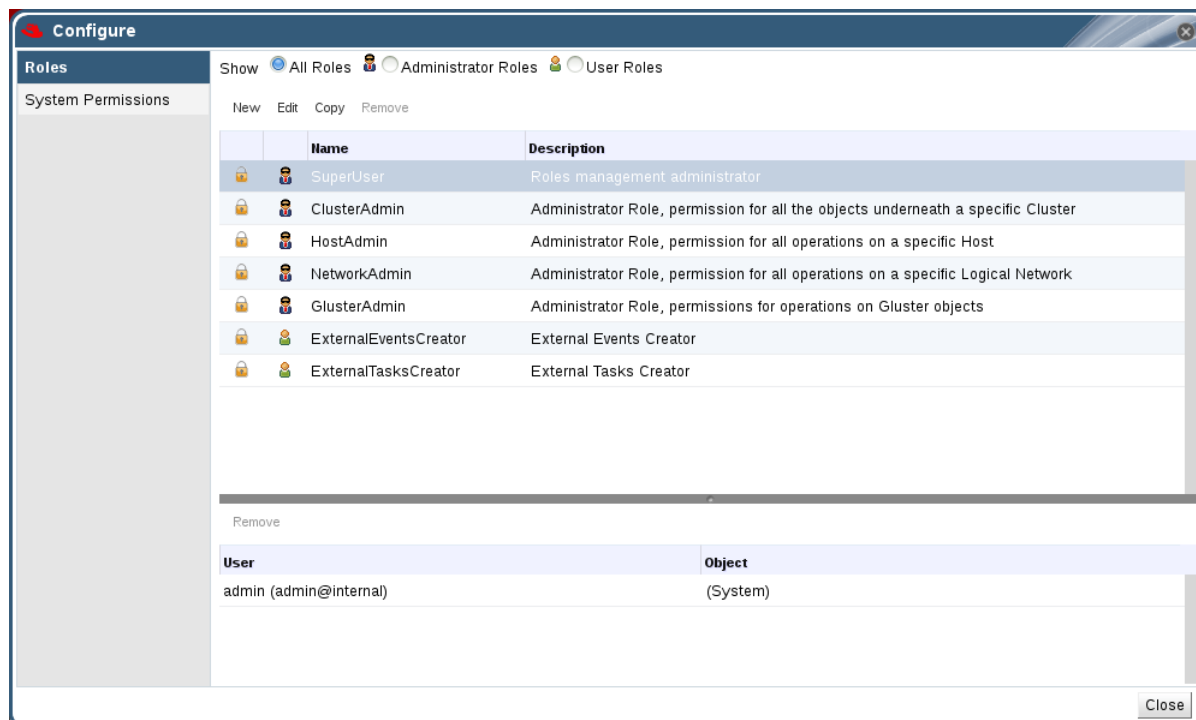 Configure
Roles
System Permissions
Show All Roles Administrator Roles User Roles
New Edit Copy Remove
Name Description
SuperUser Roles management administrator
ClusterAdmin Administrator Role, permission for all the objects underneath a specific Cluster
HostAdmin Administrator Role, permission for all operations on a specific Host
NetworkAdmin Administrator Role, permission for all operations on a specific Logical Network
GlusterAdmin Administrator Role, permissions for operations on Gluster objects
ExternalEventsCreator External Events Creator
ExternalTasksCreator External Tasks Creator
Remove
User Object
admin (admin@internal) (System)
Close